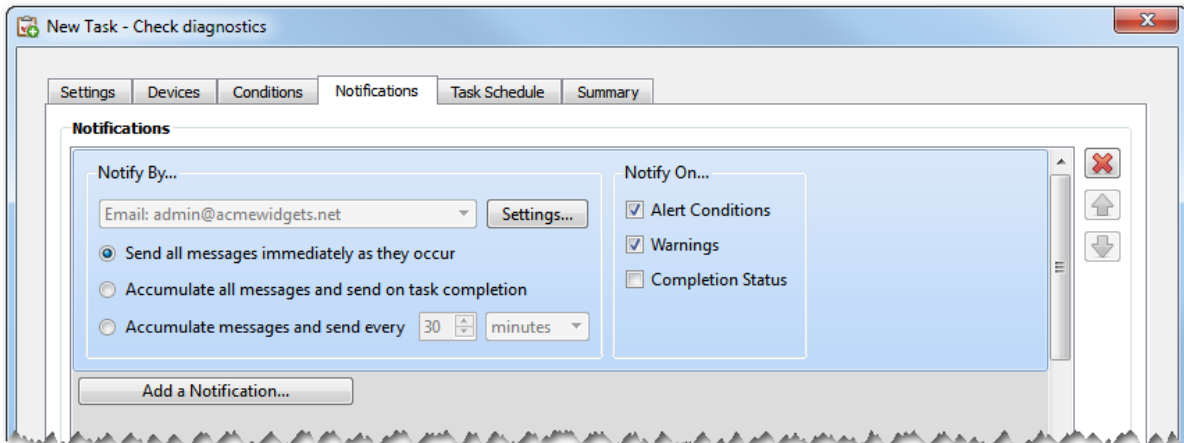 New Task - Check diagnostics
Settings Devices Conditions Notifications Task Schedule Summary
Notifications
Notify By... Notify On...
Email: admin@acmewidgets.net Settings... Alert Conditions
Send all messages immediately as they occur Warnings
Accumulate all messages and send on task completion Completion Status
Accumulate messages and send every 30 minutes
Add a Notification...